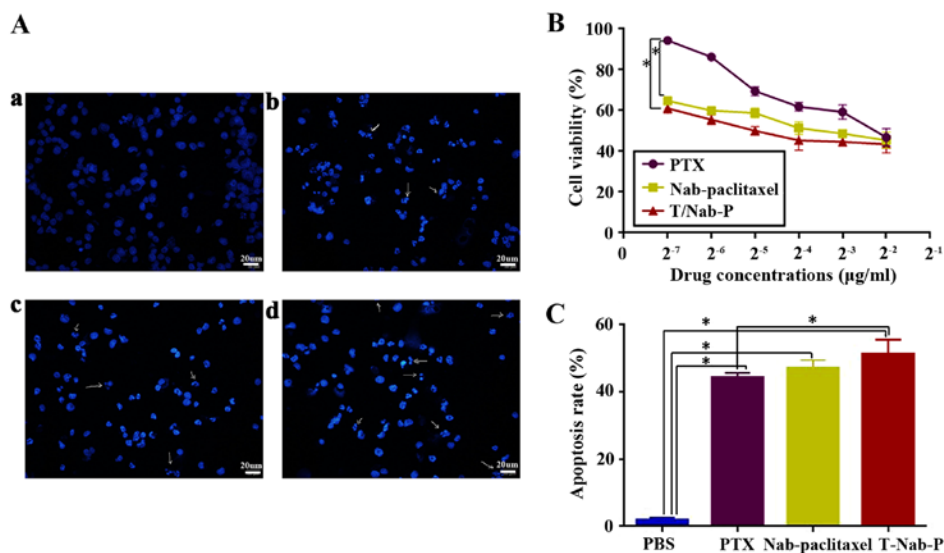 A
a
20um
b
20um
c
20um
d
20um
B
Cell viability (%)
100
80
60
40
20
0
*
*
PTX
Nab-paclitaxel
T/Nab-P
0 2-7 2-6 2-5 2-4 2-3 2-2 2-1
Drug concentrations (μg/ml)
C
Apoptosis rate (%)
60
40
20
0
*
*
*
*
PBS PTX Nab-paclitaxel T-Nab-P